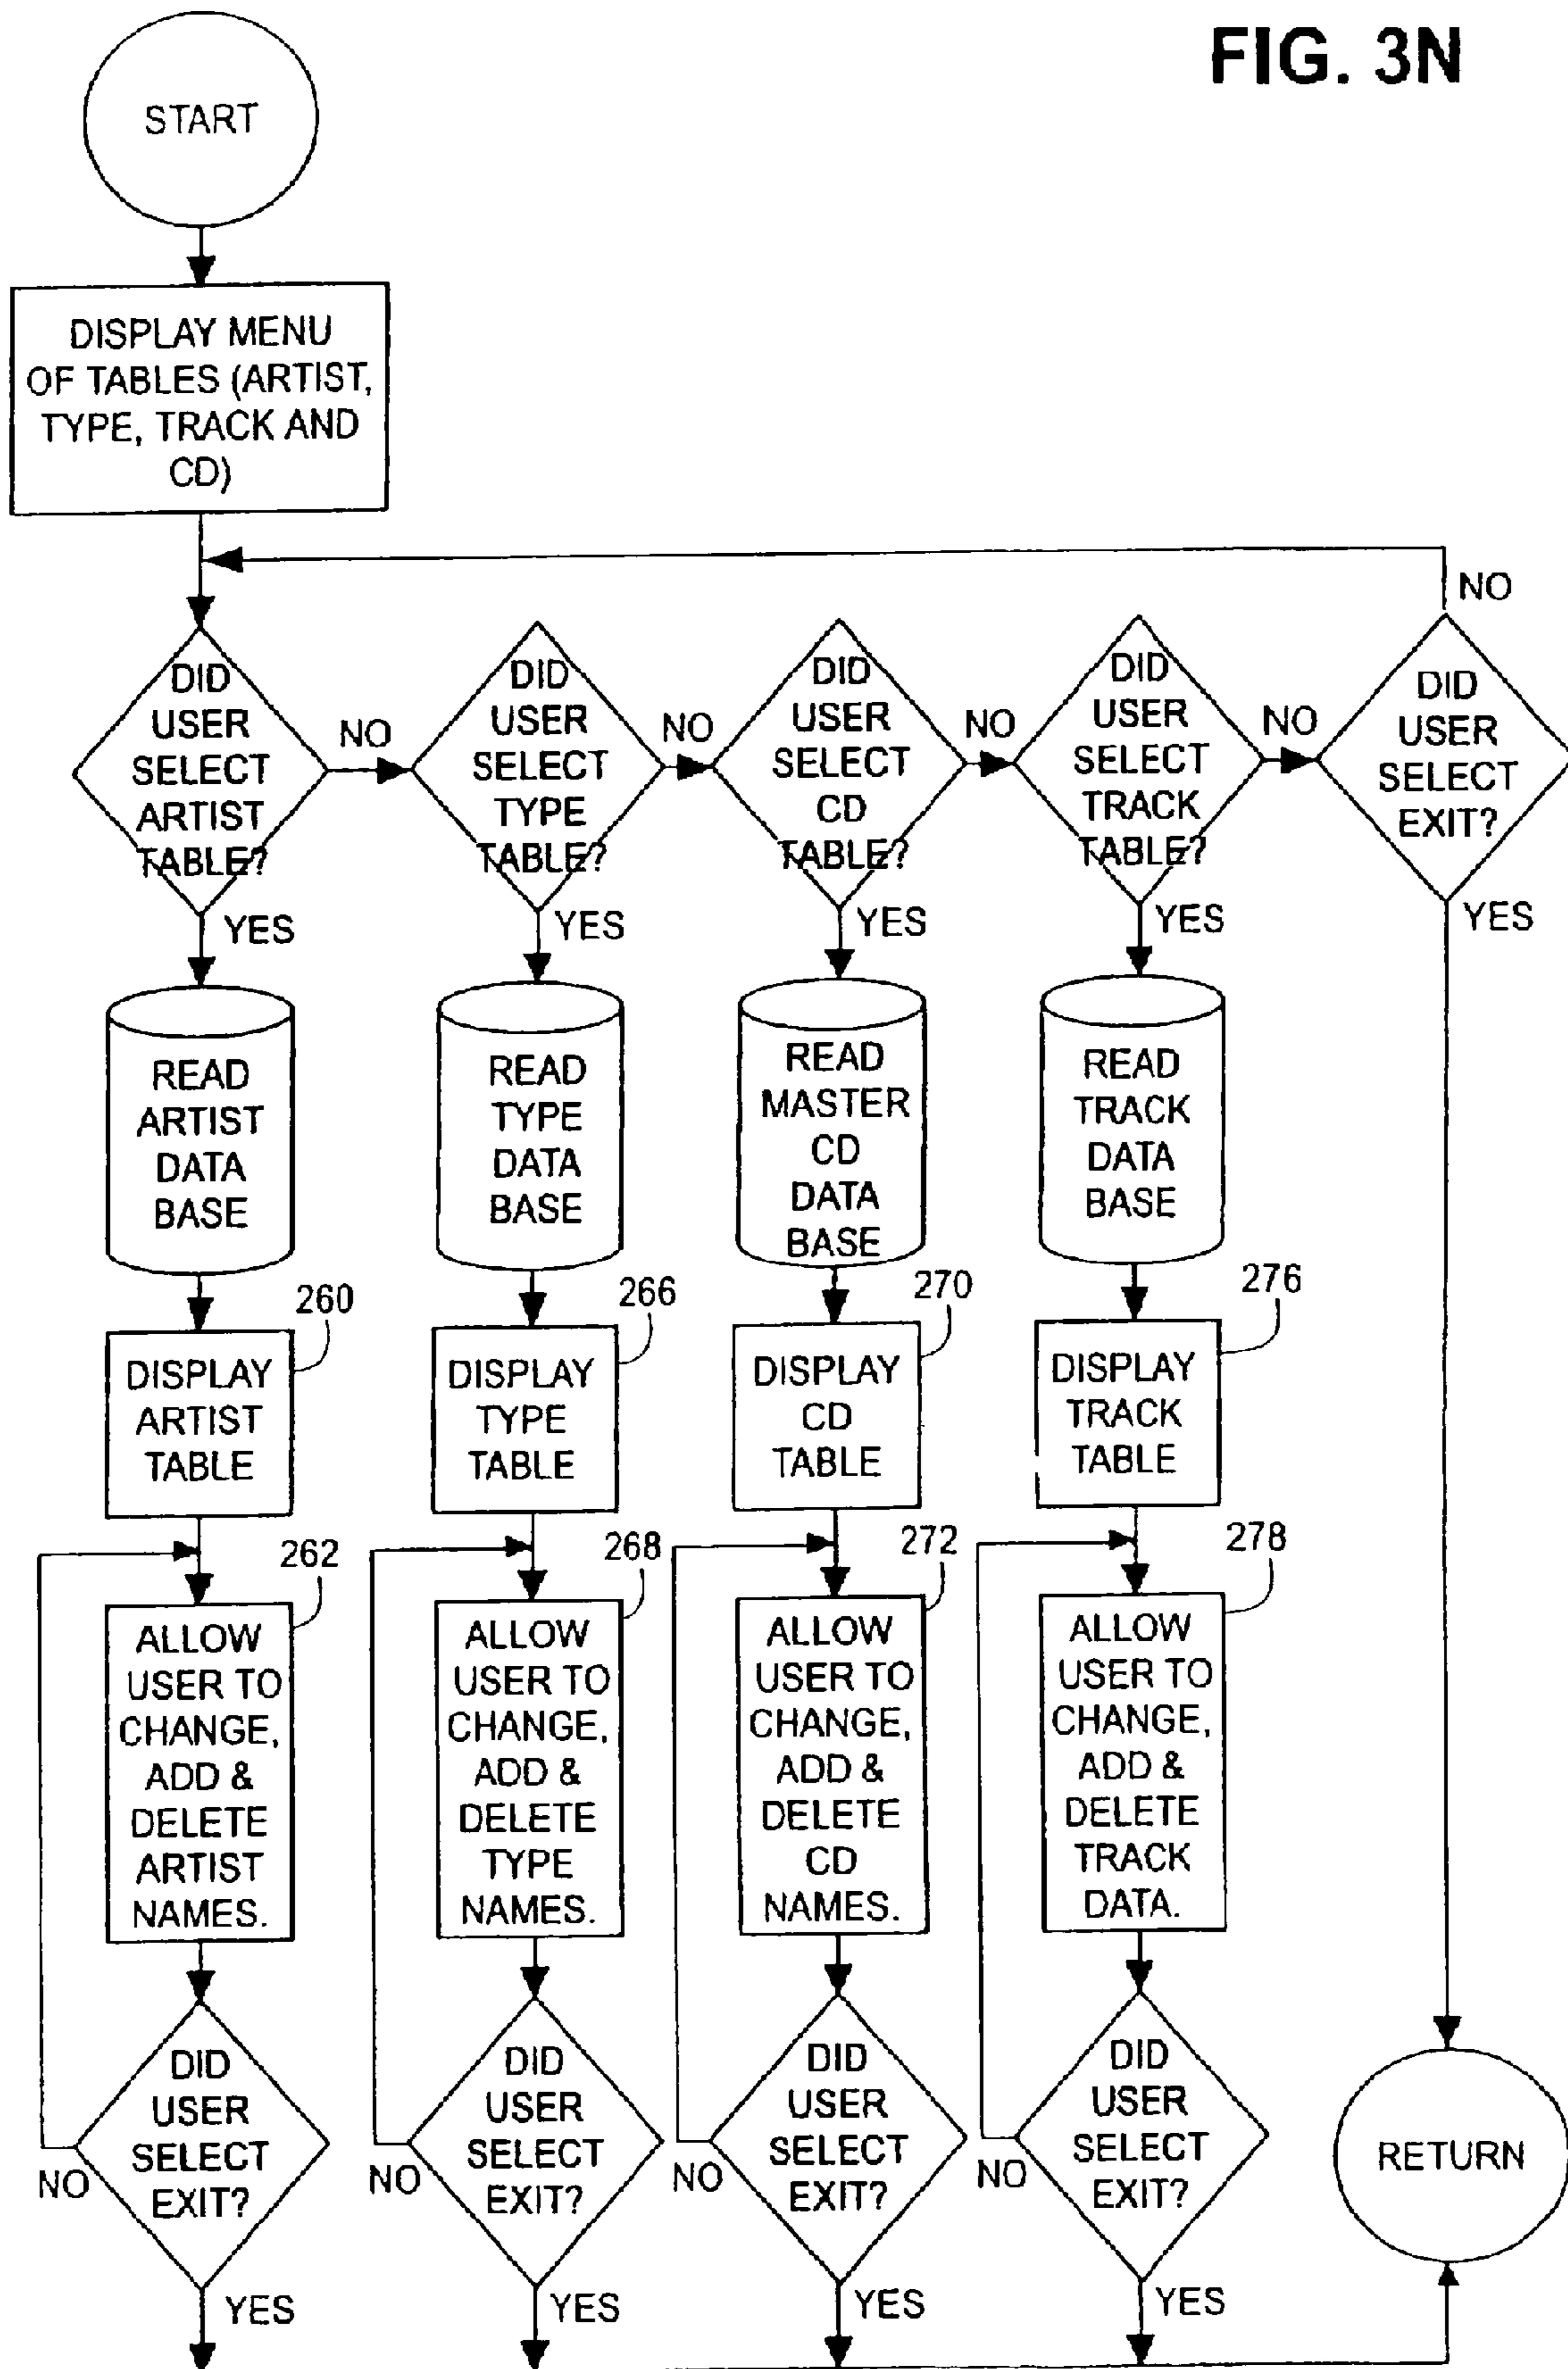 FIG. 3N
START
DISPLAY MENU
OF TABLES (ARTIST,
TYPE, TRACK AND
CD)
NO
DID
USER
SELECT
ARTIST
TABLE?
NO
DID
USER
SELECT
TYPE
TABLE?
NO
DID
USER
SELECT
CD
TABLE?
NO
DID
USER
SELECT
TRACK
TABLE?
NO
DID
USER
SELECT
EXIT?
YES
YES
YES
YES
YES
READ
ARTIST
DATA
BASE
READ
TYPE
DATA
BASE
READ
MASTER
CD
DATA
BASE
READ
TRACK
DATA
BASE
260
266
270
276
DISPLAY
ARTIST
TABLE
DISPLAY
TYPE
TABLE
DISPLAY
CD
TABLE
DISPLAY
TRACK
TABLE
262
268
272
278
ALLOW
USER TO
CHANGE,
ADD &
DELETE
ARTIST
NAMES.
ALLOW
USER TO
CHANGE,
ADD &
DELETE
TYPE
NAMES.
ALLOW
USER TO
CHANGE,
ADD &
DELETE
CD
NAMES.
ALLOW
USER TO
CHANGE,
ADD &
DELETE
TRACK
DATA.
DID
USER
SELECT
EXIT?
NO
DID
USER
SELECT
EXIT?
NO
DID
USER
SELECT
EXIT?
NO
DID
USER
SELECT
EXIT?
NO
RETURN
YES
YES
YES
YES